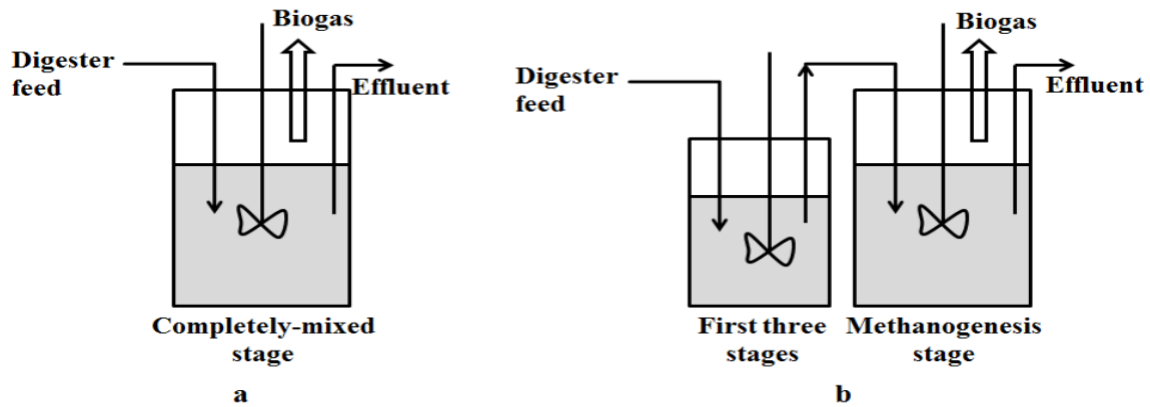 Biogas
Digester
feed
Effluent
Completely-mixed
stage
a
Biogas
Digester
feed
Effluent
First three
stages
Methanogenesis
stage
b